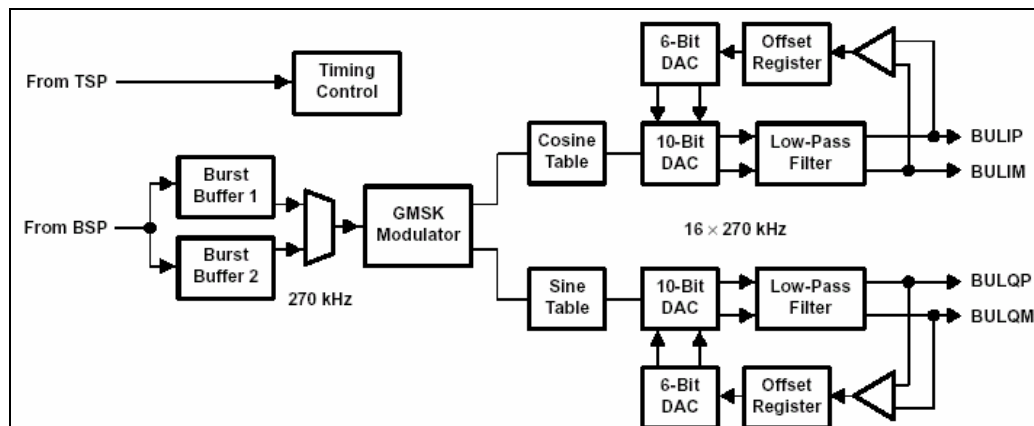 6-Bit
DAC
Offset
Register
From TSP
Timing
Control
Cosine
Table
10-Bit
DAC
Low-Pass
Filter
BULIP
BULIM
Burst
Buffer 1
From BSP
GMSK
Modulator
16 × 270 kHz
Burst
Buffer 2
270 kHz
Sine
Table
10-Bit
DAC
Low-Pass
Filter
BULQP
BULQM
6-Bit
DAC
Offset
Register